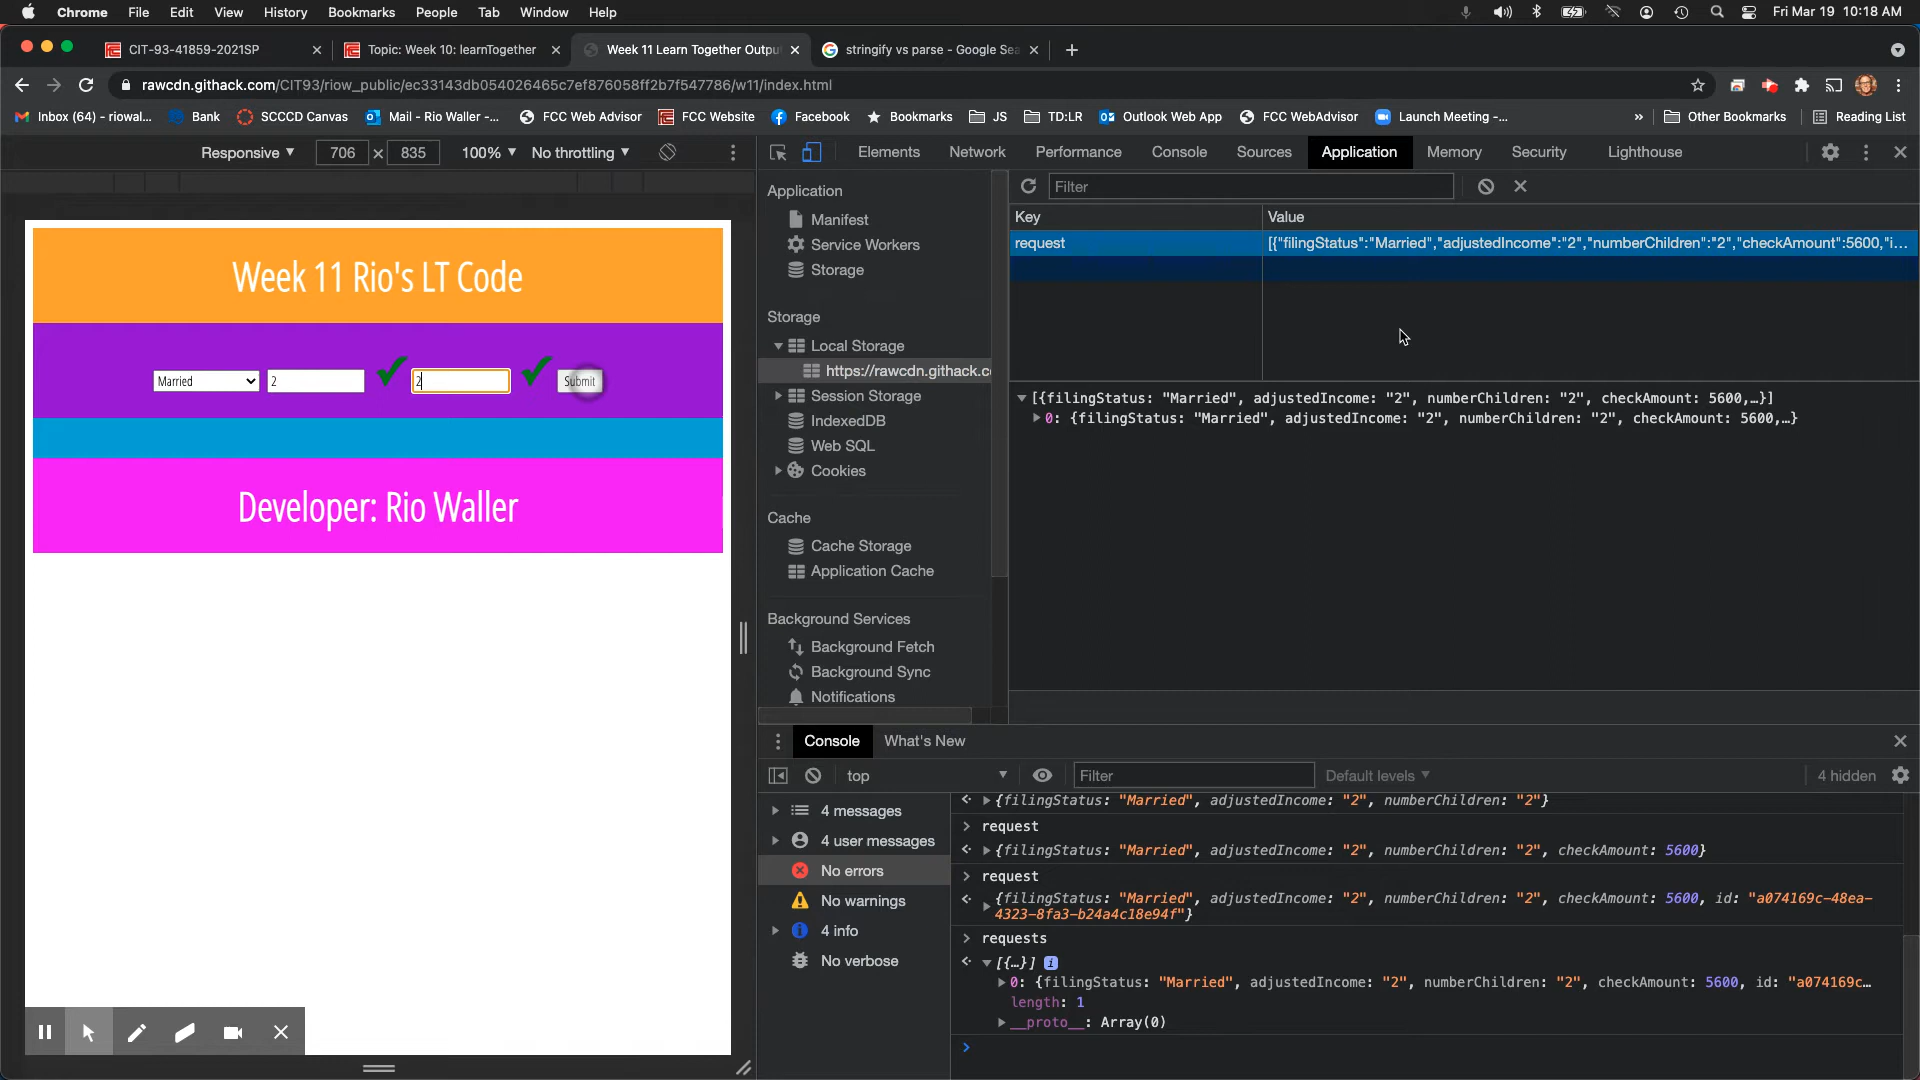 Chrome File Edit View History Bookmarks People Tab Window Help Fri Mar 19 10:18 AM
CIT-93-41859-2021SP Topic: Week 10: learnTogether Week 11 Learn Together Outpu stringify vs parse - Google Sea
rawcdn.githack.com/CIT93/riow_public/ec33143db054026465c7ef876058ff2b7f547786/w11/index.html
Inbox (64) - riowal... Bank SCCCD Canvas Mail - Rio Waller -... FCC Web Advisor FCC Website Facebook Bookmarks JS TD:LR Outlook Web App FCC WebAdvisor Launch Meeting -... » Other Bookmarks Reading List
Responsive 706 × 835 100% No throttling
Elements Network Performance Console Sources Application Memory Security Lighthouse
Week 11 Rio's LT Code
Married 2 2 Submit
Developer: Rio Waller
Application
Manifest
Service Workers
Storage
Storage
Local Storage
https://rawcdn.githack.co
Session Storage
IndexedDB
Web SQL
Cookies
Cache
Cache Storage
Application Cache
Background Services
Background Fetch
Background Sync
Notifications
Filter
Key Value
request [{"filingStatus":"Married","adjustedIncome":"2","numberChildren":"2","checkAmount":5600,"i...
[{filingStatus: "Married", adjustedIncome: "2", numberChildren: "2", checkAmount: 5600,…}]
0: {filingStatus: "Married", adjustedIncome: "2", numberChildren: "2", checkAmount: 5600,…}
Console What's New
top Filter Default levels 4 hidden
4 messages
4 user messages
No errors
No warnings
4 info
No verbose
{filingStatus: "Married", adjustedIncome: "2", numberChildren: "2"}
request
{filingStatus: "Married", adjustedIncome: "2", numberChildren: "2", checkAmount: 5600}
request
{filingStatus: "Married", adjustedIncome: "2", numberChildren: "2", checkAmount: 5600, id: "a074169c-48ea-
4323-8fa3-b24a4c18e94f"}
requests
[{…}] i
0: {filingStatus: "Married", adjustedIncome: "2", numberChildren: "2", checkAmount: 5600, id: "a074169c…
length: 1
__proto__: Array(0)